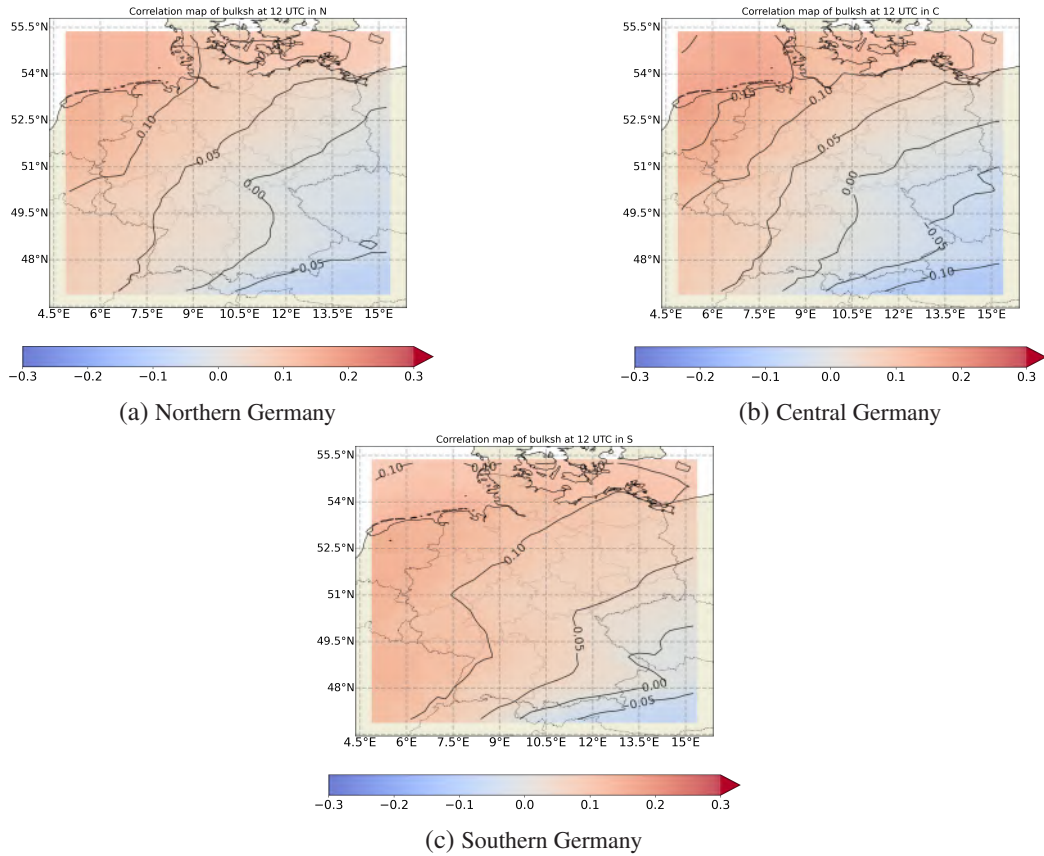 Correlation map of bulksh at 12 UTC in N
55.5°N
54°N
52.5°N
51°N
49.5°N
48°N
0.10
0.05
0.00
−0.05
4.5°E 6°E 7.5°E 9°E 10.5°E 12°E 13.5°E 15°E
−0.3 −0.2 −0.1 0.0 0.1 0.2 0.3
(a) Northern Germany
Correlation map of bulksh at 12 UTC in C
55.5°N
54°N
52.5°N
51°N
49.5°N
48°N
0.15
0.10
0.05
0.00
−0.05
−0.10
4.5°E 6°E 7.5°E 9°E 10.5°E 12°E 13.5°E 15°E
−0.3 −0.2 −0.1 0.0 0.1 0.2 0.3
(b) Central Germany
Correlation map of bulksh at 12 UTC in S
55.5°N
54°N
52.5°N
51°N
49.5°N
48°N
0.10 0.10 0.10
0.10
0.05
0.00
−0.05
4.5°E 6°E 7.5°E 9°E 10.5°E 12°E 13.5°E 15°E
−0.3 −0.2 −0.1 0.0 0.1 0.2 0.3
(c) Southern Germany